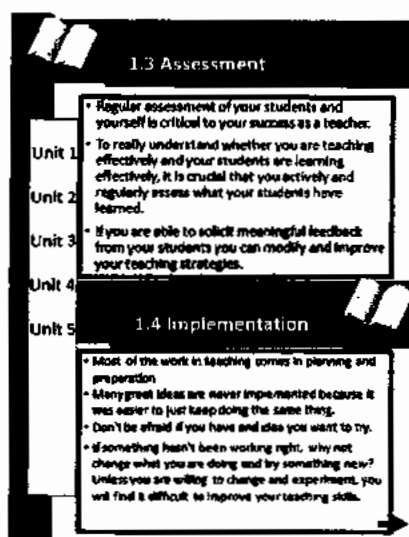 1.3 Assessment
• Regular assessment of your students and
yourself is critical to your success as a teacher.
• To really understand whether you are teaching
effectively and your students are learning
effectively, it is crucial that you actively and
regularly assess what your students have
learned.
• If you are able to solicit meaningful feedback
from your students you can modify and improve
your teaching strategies.
Unit 1
Unit 2
Unit 3
Unit 4
Unit 5
1.4 Implementation
• Most of the work in teaching comes in planning and
preparation
• Many great ideas are never implemented because it
was easier to just keep doing the same thing.
• Don't be afraid if you have and idea you want to try.
• If something hasn't been working right, why not
change what you are doing and try something new?
Unless you are willing to change and experiment, you
will find it difficult to improve your teaching skills.